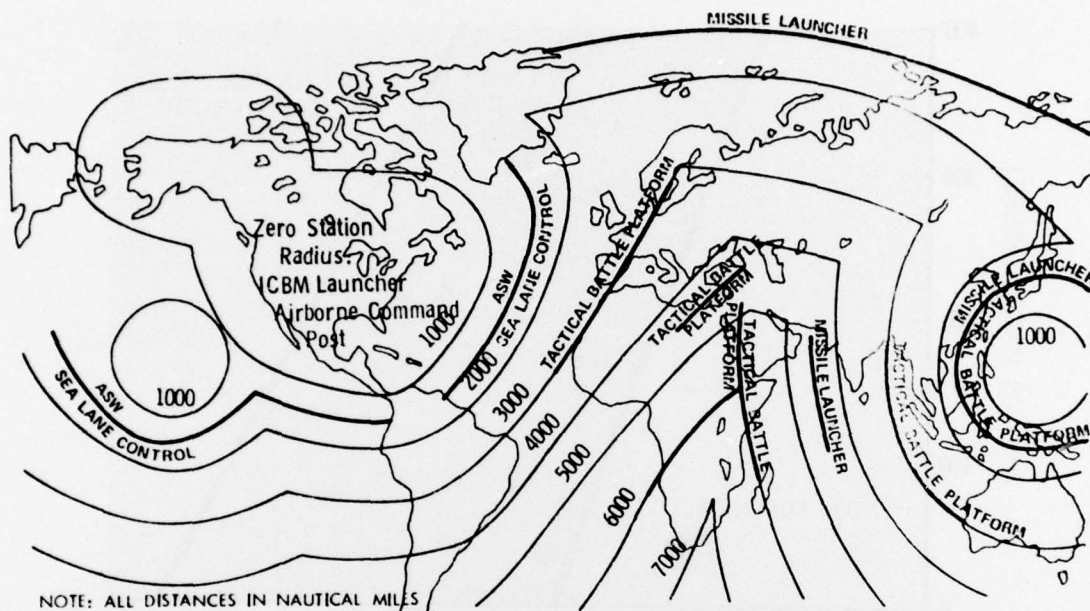 MISSILE LAUNCHER
Zero Station
Radius:
ICBM Launcher
Airborne Command
Post
1000
ASW
SEA LANE CONTROL
2000
3000
4000
5000
6000
7000
TACTICAL BATTLE PLATFORM
TACTICAL BATTL
PLATFORM
PLATFORM
TACTICAL BATTLE
MISSILE LAUNCHER
TACTICAL BATTLE PLATFORM
MISSILE LAUNCHER
TACTICAL BATTLE PLATFORM
1000
1000
ASW
SEA LANE CONTROL
NOTE: ALL DISTANCES IN NAUTICAL MILES